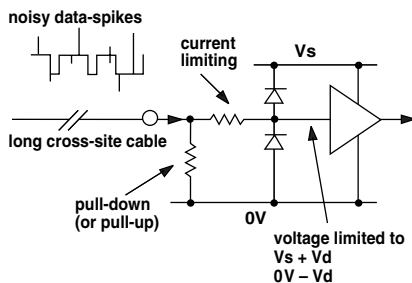 noisy data-spikes
current
limiting
Vs
long cross-site cable
pull-down
(or pull-up)
0V
voltage limited to
Vs + Vd
0V – Vd